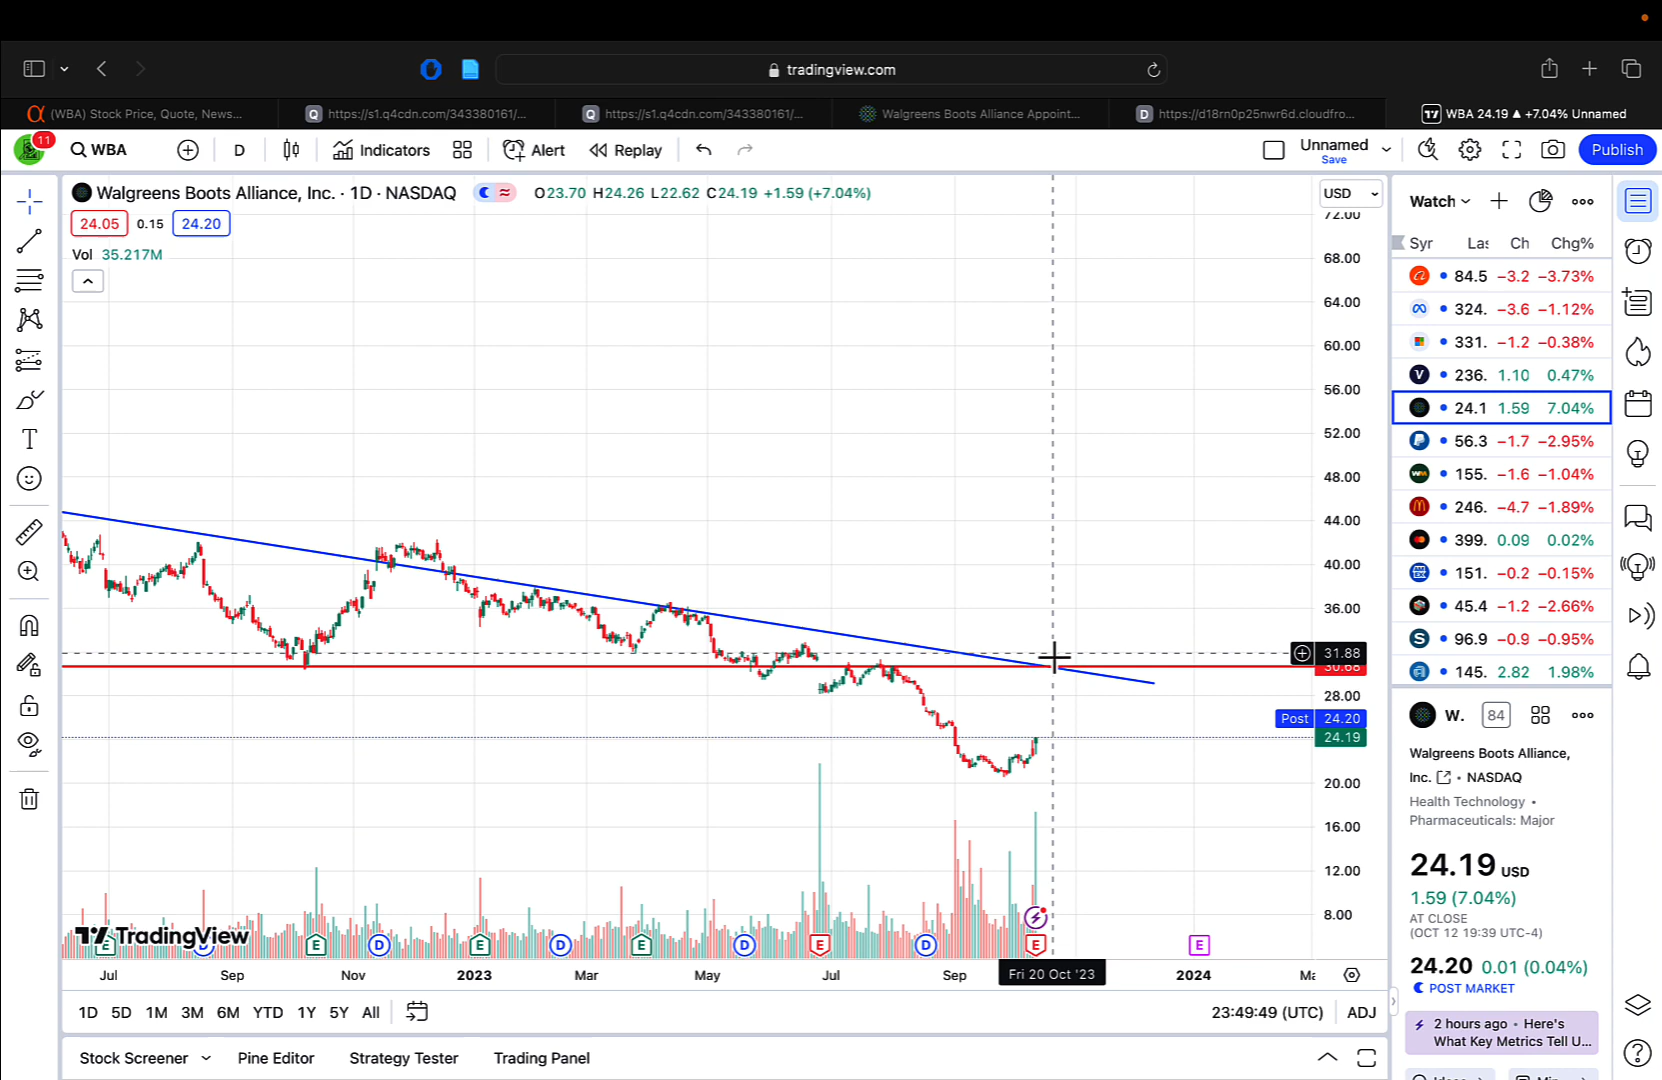 tradingview.com
(WBA) Stock Price, Quote, News...
https://s1.q4cdn.com/343380161/...
https://s1.q4cdn.com/343380161/...
Walgreens Boots Alliance Appoint...
https://d18rn0p25nwr6d.cloudfro...
WBA 24.19 ▲ +7.04% Unnamed
11
WBA
D
Indicators
Alert
Replay
Unnamed
Save
Publish
Walgreens Boots Alliance, Inc. · 1D · NASDAQ
O23.70 H24.26 L22.62 C24.19 +1.59 (+7.04%)
24.05 0.15 24.20
Vol 35.217M
USD
72.00
68.00
64.00
60.00
56.00
52.00
48.00
44.00
40.00
36.00
31.88
30.68
28.00
Post 24.20
24.19
20.00
16.00
12.00
8.00
TradingView
E D E D E D E D E D E E
Jul Sep Nov 2023 Mar May Jul Sep Fri 20 Oct '23 2024 Ma
1D 5D 1M 3M 6M YTD 1Y 5Y All
23:49:49 (UTC) ADJ
Stock Screener Pine Editor Strategy Tester Trading Panel
Watch
Syr Las Ch Chg%
84.5 −3.2 −3.73%
324. −3.6 −1.12%
331. −1.2 −0.38%
V 236. 1.10 0.47%
24.1 1.59 7.04%
56.3 −1.7 −2.95%
155. −1.6 −1.04%
246. −4.7 −1.89%
399. 0.09 0.02%
151. −0.2 −0.15%
45.4 −1.2 −2.66%
S 96.9 −0.9 −0.95%
145. 2.82 1.98%
W. 84
Walgreens Boots Alliance,
Inc. • NASDAQ
Health Technology •
Pharmaceuticals: Major
24.19 USD
1.59 (7.04%)
AT CLOSE
(OCT 12 19:39 UTC-4)
24.20 0.01 (0.04%)
POST MARKET
2 hours ago • Here's
What Key Metrics Tell U...